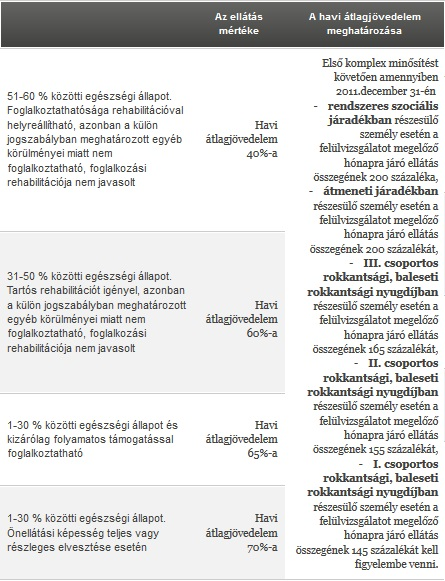 Az ellátás
mértéke
A havi átlagjövedelem
meghatározása
51-60 % közötti egészségi állapot.
Foglalkoztathatósága rehabilitációval
helyreállítható, azonban a külön
jogszabályban meghatározott egyéb
körülményei miatt nem
foglalkoztatható, foglalkozási
rehabilitációja nem javasolt
Havi
átlagjövedelem
40%-a
31-50 % közötti egészségi állapot.
Tartós rehabilitációt igényel, azonban
a külön jogszabályban meghatározott
egyéb körülményei miatt nem
foglalkoztatható, foglalkozási
rehabilitációja nem javasolt
Havi
átlagjövedelem
60%-a
1-30 % közötti egészségi állapot és
kizárólag folyamatos támogatással
foglalkoztatható
Havi
átlagjövedelem
65%-a
1-30 % közötti egészségi állapot.
Önellátási képesség teljes vagy
részleges elvesztése esetén
Havi
átlagjövedelem
70%-a
Első komplex minősítést
követően amennyiben
2011.december 31-én
- rendszeres szociális
járadékban részesülő
személy esetén a
felülvizsgálatot megelőző
hónapra járó ellátás
összegének 200 százaléka,
- átmeneti járadékban
részesülő személy esetén a
felülvizsgálatot megelőző
hónapra járó ellátás
összegének 200 százalékát,
- III. csoportos
rokkantsági, baleseti
rokkantsági nyugdíjban
részesülő személy esetén a
felülvizsgálatot megelőző
hónapra járó ellátás
összegének 165 százalékát,
- II. csoportos
rokkantsági, baleseti
rokkantsági nyugdíjban
részesülő személy esetén a
felülvizsgálatot megelőző
hónapra járó ellátás
összegének 155 százalékát,
- I. csoportos
rokkantsági, baleseti
rokkantsági nyugdíjban
részesülő személy esetén a
felülvizsgálatot megelőző
hónapra járó ellátás
összegének 145 százalékát kell
figyelembe venni.